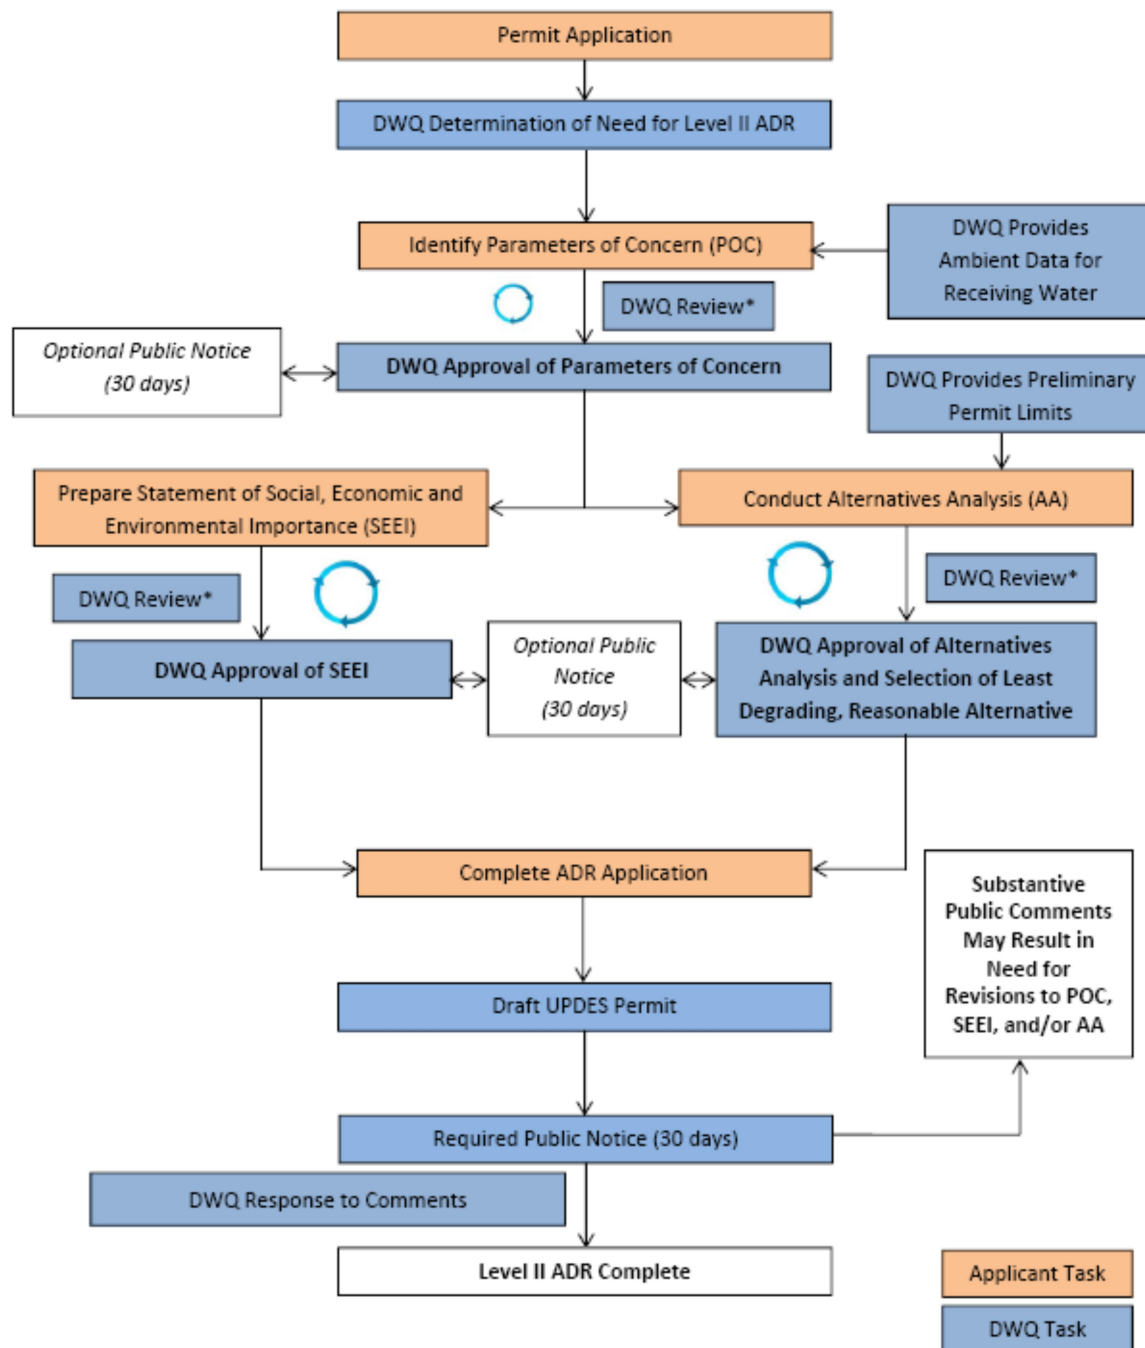 Permit Application
DWQ Determination of Need for Level II ADR
Identify Parameters of Concern (POC)
DWQ Provides
Ambient Data for
Receiving Water
DWQ Review*
Optional Public Notice
(30 days)
DWQ Approval of Parameters of Concern
DWQ Provides Preliminary
Permit Limits
Prepare Statement of Social, Economic and
Environmental Importance (SEEI)
Conduct Alternatives Analysis (AA)
DWQ Review*
DWQ Review*
DWQ Approval of SEEI
Optional Public
Notice
(30 days)
DWQ Approval of Alternatives
Analysis and Selection of Least
Degrading, Reasonable Alternative
Complete ADR Application
Substantive
Public Comments
May Result in
Need for
Revisions to POC,
SEEI, and/or AA
Draft UPDES Permit
Required Public Notice (30 days)
DWQ Response to Comments
Level II ADR Complete
Applicant Task
DWQ Task